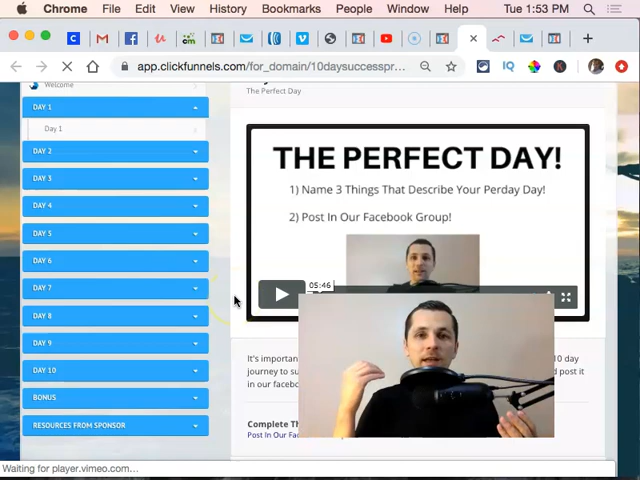 Chrome File Edit View History Bookmarks People Window Help Tue 1:53 PM
app.clickfunnels.com/for_domain/10daysuccesspr...
Welcome
The Perfect Day
DAY 1
Day 1
DAY 2
DAY 3
DAY 4
DAY 5
DAY 6
DAY 7
DAY 8
DAY 9
DAY 10
BONUS
RESOURCES FROM SPONSOR
THE PERFECT DAY!
1) Name 3 Things That Describe Your Perday Day!
2) Post In Our Facebook Group!
05:46
It's importan
10 day
journey to su
post it
in our faceb
Complete Th
Post In Our Fa
Waiting for player.vimeo.com...